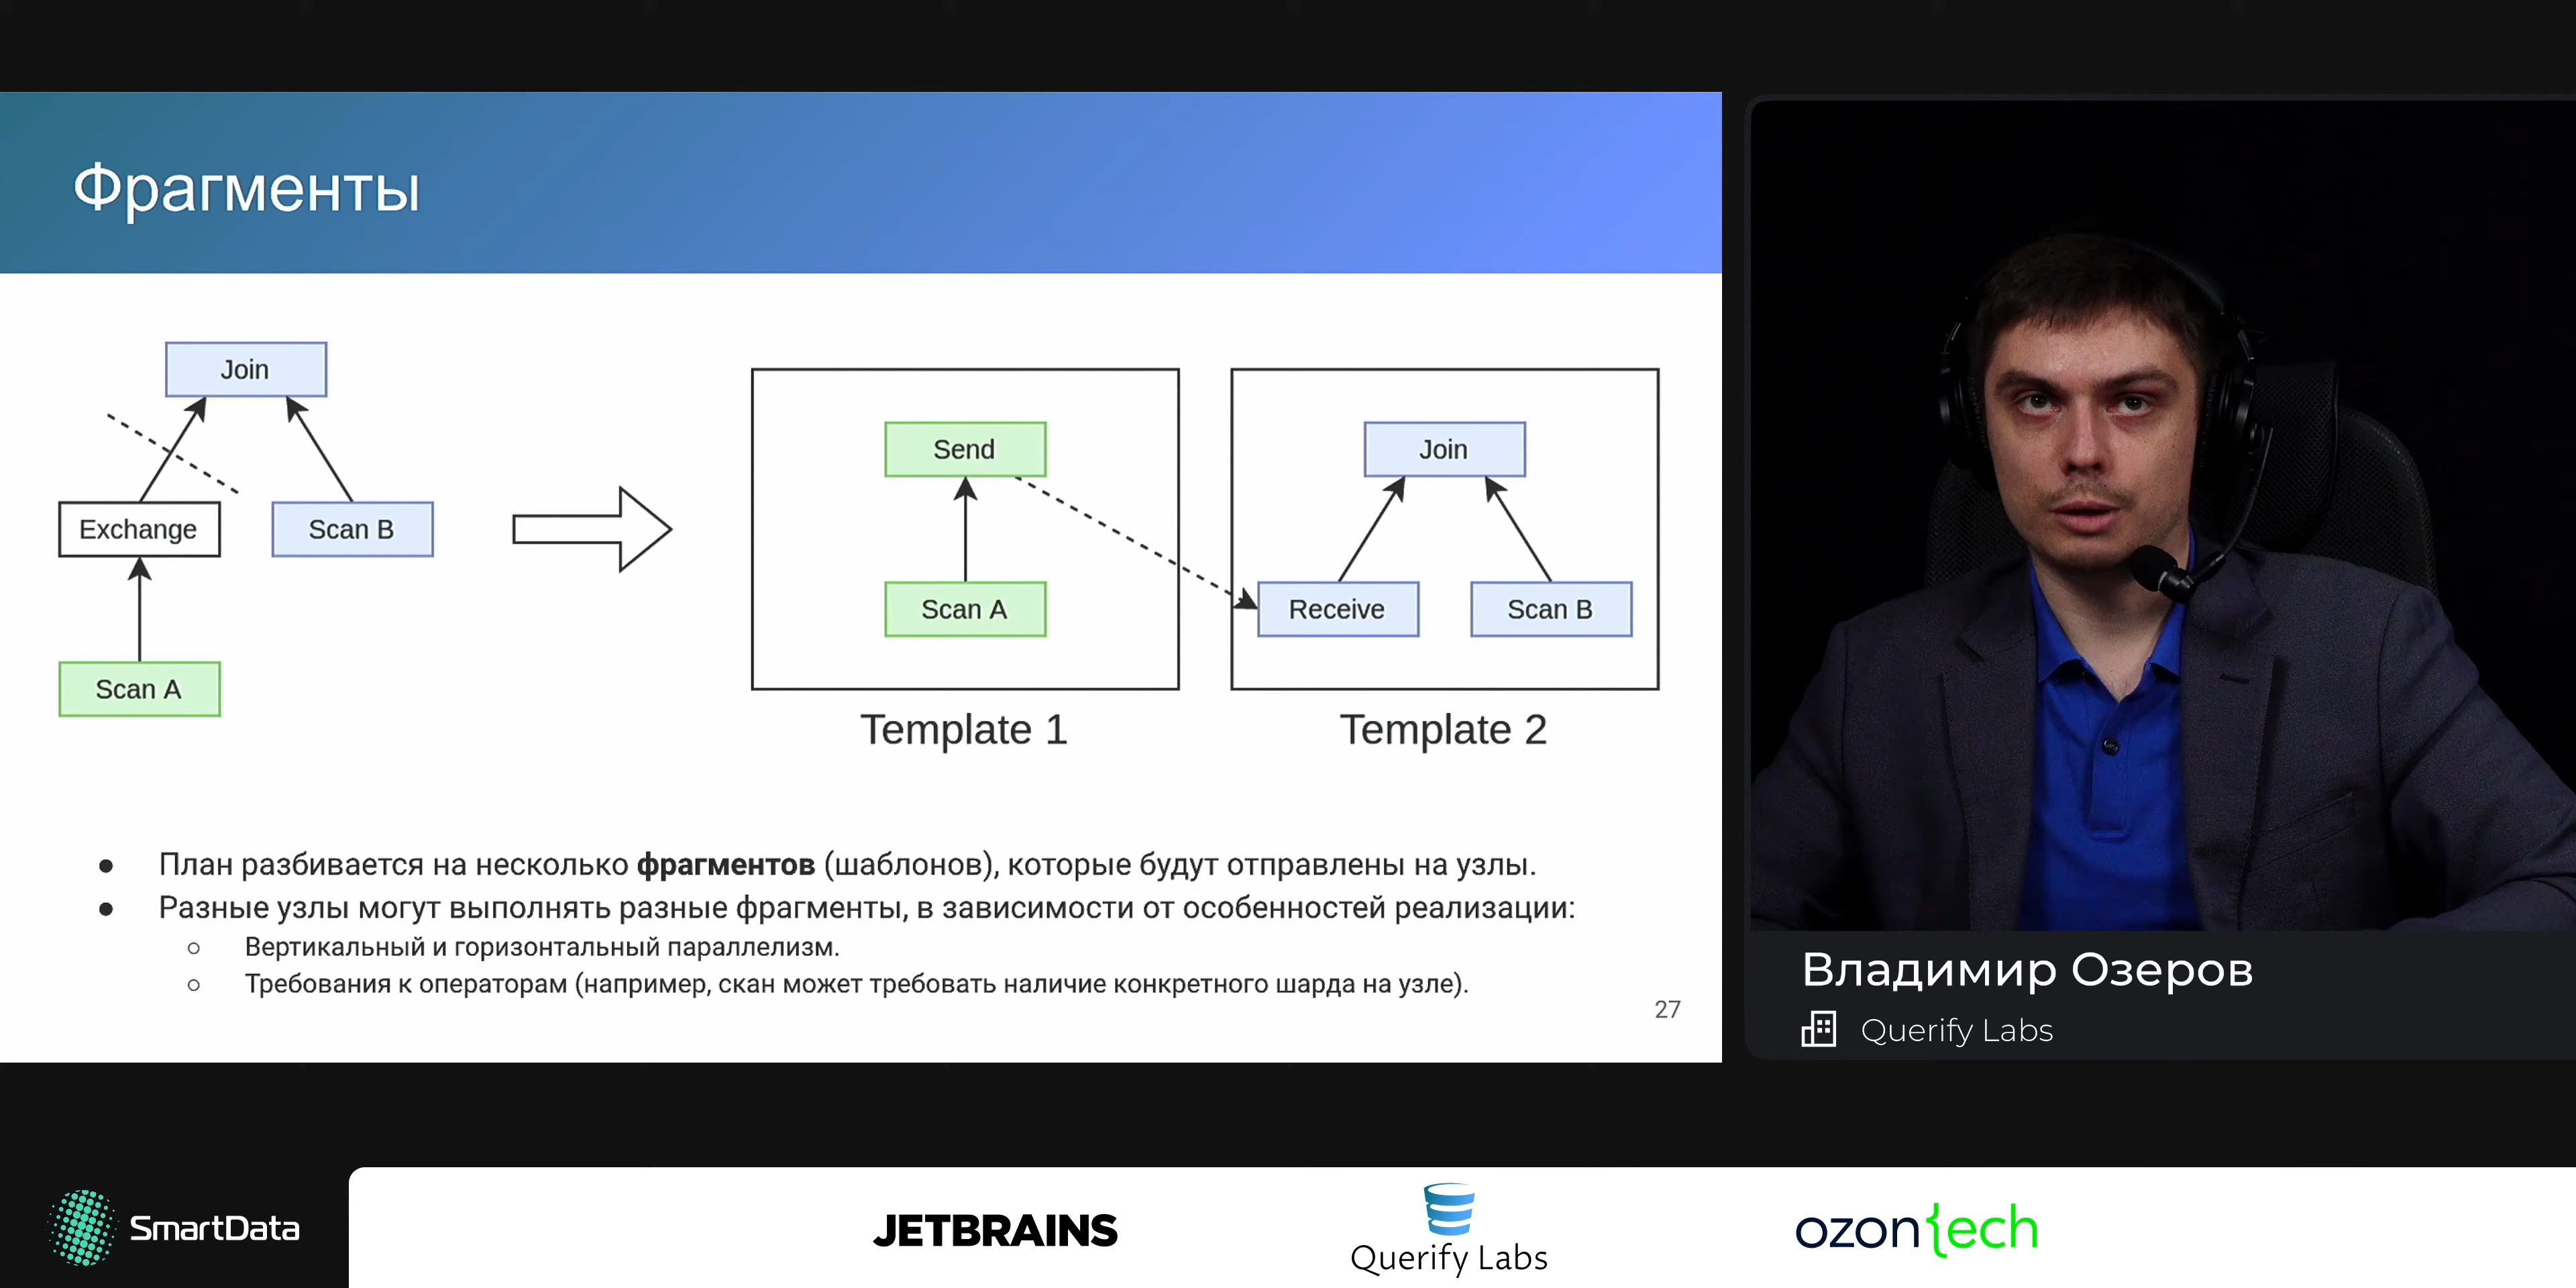 Фрагменты
Join
Exchange
Scan B
Scan A
Send
Scan A
Template 1
Join
Receive
Scan B
Template 2
● План разбивается на несколько фрагментов (шаблонов), которые будут отправлены на узлы.
● Разные узлы могут выполнять разные фрагменты, в зависимости от особенностей реализации:
○ Вертикальный и горизонтальный параллелизм.
○ Требования к операторам (например, скан может требовать наличие конкретного шарда на узле).
27
Владимир Озеров
Querify Labs
SmartData
JETBRAINS
Querify Labs
ozon{ech